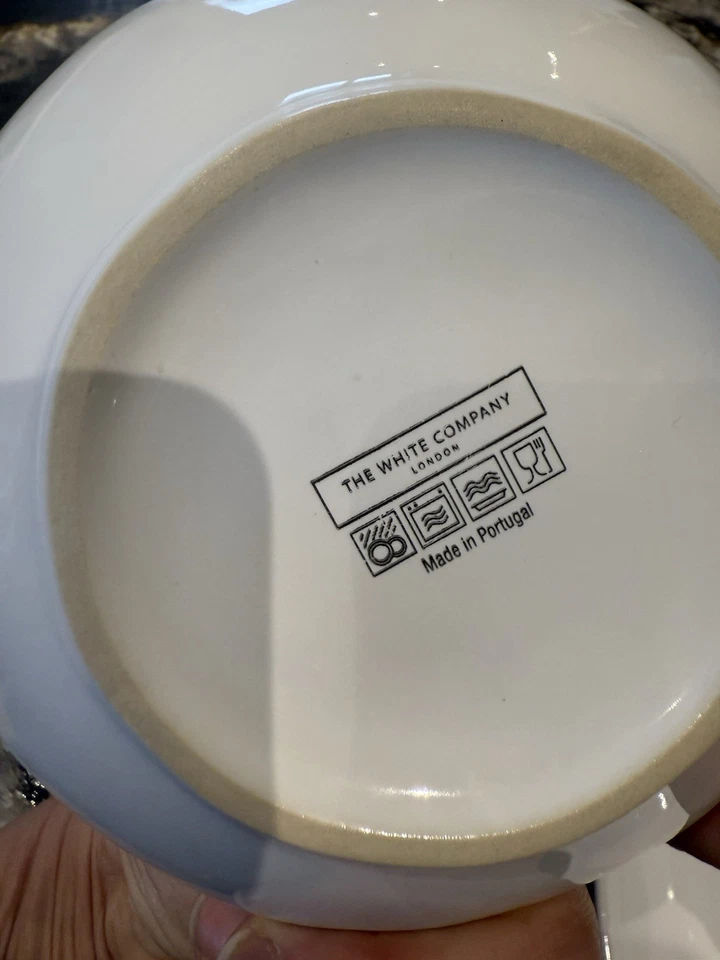 THE WHITE COMPANY
LONDON
Made in Portugal